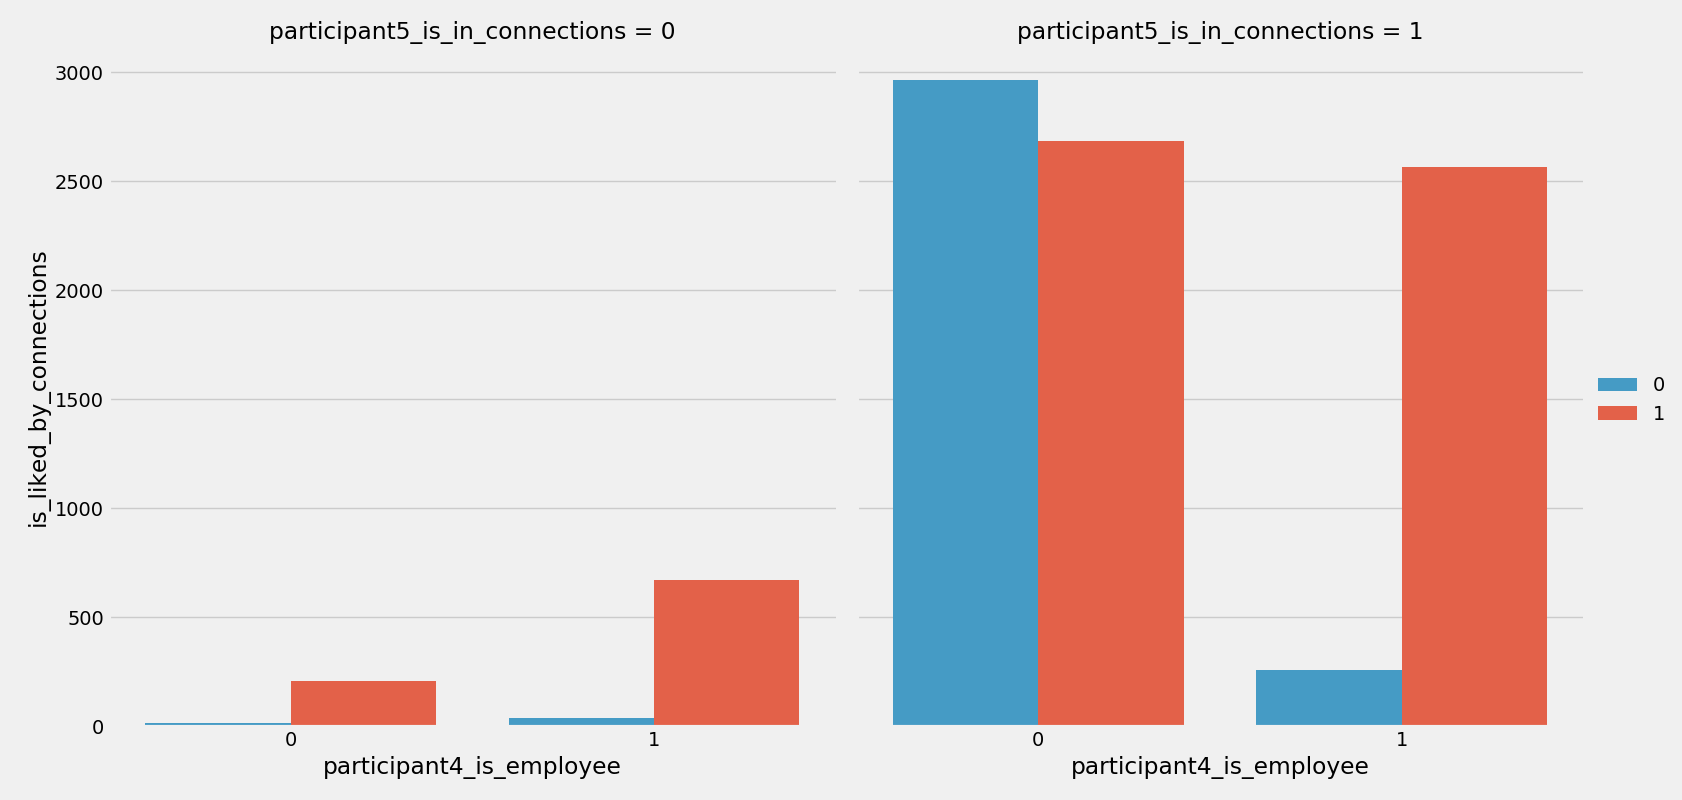 participant5_is_in_connections = 0
participant5_is_in_connections = 1
is_liked_by_connections
3000
2500
2000
1500
1000
500
0
0 1
participant4_is_employee
0 1
participant4_is_employee
0
1